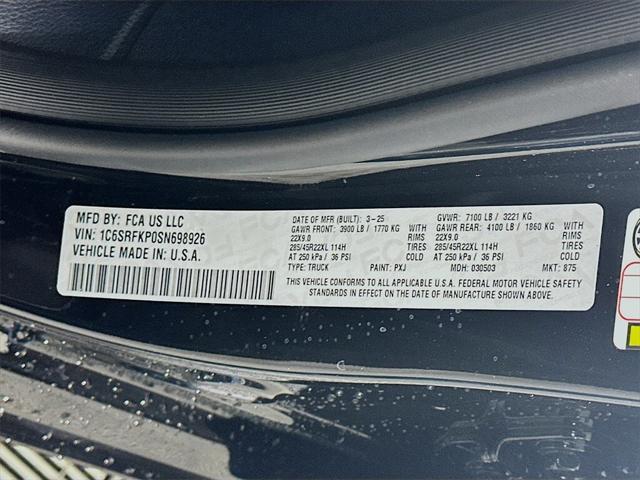 MFD BY: FCA US LLC
VIN: 1C6SRFKP0SN698926
VEHICLE MADE IN: U.S.A.
DATE OF MFR (BUILT): 3-25 GVWR: 7100 LB / 3221 KG
GAWR FRONT: 3900 LB / 1770 KG WITH GAWR REAR: 4100 LB / 1860 KG WITH
22X9.0 RIMS 22X9.0 RIMS
285/45R22XL 114H TIRES 285/45R22XL 114H TIRES
AT 250 kPa / 36 PSI COLD AT 250 kPa / 36 PSI COLD
TYPE: TRUCK PAINT: PXJ MDH: 030503 MKT: 875
THIS VEHICLE CONFORMS TO ALL APPLICABLE U.S.A. FEDERAL MOTOR VEHICLE SAFETY
STANDARDS IN EFFECT ON THE DATE OF MANUFACTURE SHOWN ABOVE.